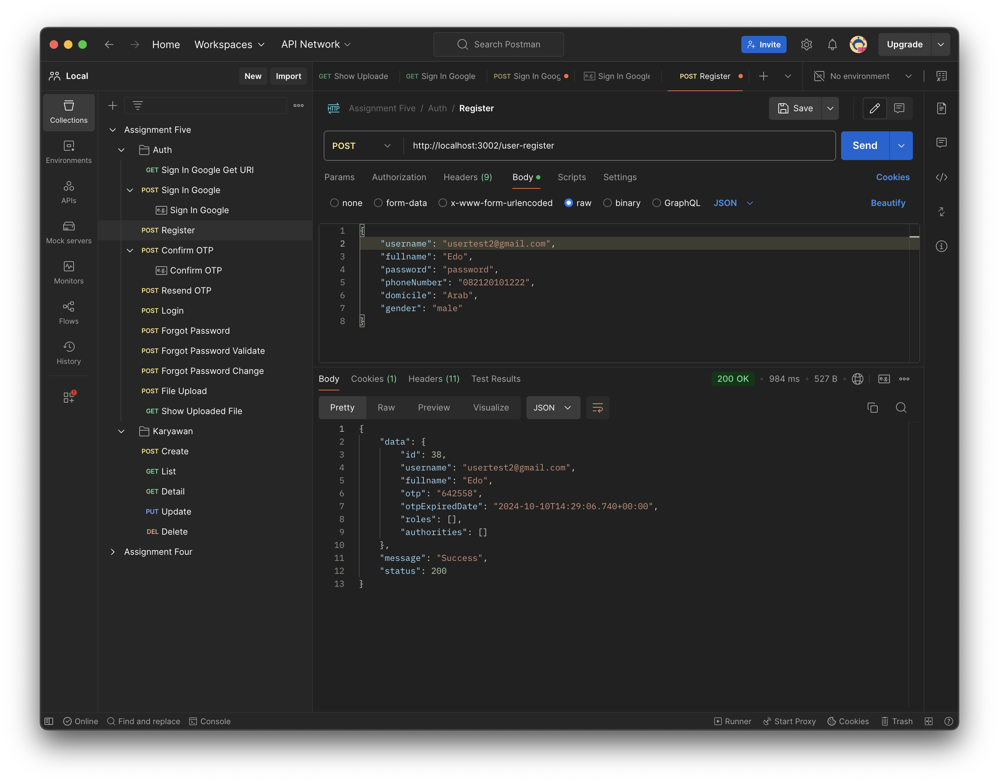 Home Workspaces API Network Search Postman Invite Upgrade
Local New Import
GET Show Uploade GET Sign In Google POST Sign In Goog e.g. Sign In Google POST Register No environment
Collections
Environments
APIs
Mock servers
Monitors
Flows
History
Assignment Five
Auth
GET Sign In Google Get URI
POST Sign In Google
e.g. Sign In Google
POST Register
POST Confirm OTP
e.g. Confirm OTP
POST Resend OTP
POST Login
POST Forgot Password
POST Forgot Password Validate
POST Forgot Password Change
POST File Upload
GET Show Uploaded File
Karyawan
POST Create
GET List
GET Detail
PUT Update
DEL Delete
Assignment Four
HTTP Assignment Five / Auth / Register Save
POST http://localhost:3002/user-register Send
Params Authorization Headers (9) Body Scripts Settings Cookies
none form-data x-www-form-urlencoded raw binary GraphQL JSON Beautify
1 {
2 "username": "usertest2@gmail.com",
3 "fullname": "Edo",
4 "password": "password",
5 "phoneNumber": "082120101222",
6 "domicile": "Arab",
7 "gender": "male"
8 }
Body Cookies (1) Headers (11) Test Results 200 OK 984 ms 527 B e.g.
Pretty Raw Preview Visualize JSON
1 {
2 "data": {
3 "id": 38,
4 "username": "usertest2@gmail.com",
5 "fullname": "Edo",
6 "otp": "642558",
7 "otpExpiredDate": "2024-10-10T14:29:06.740+00:00",
8 "roles": [],
9 "authorities": []
10 },
11 "message": "Success",
12 "status": 200
13 }
Online Find and replace Console Runner Start Proxy Cookies Trash